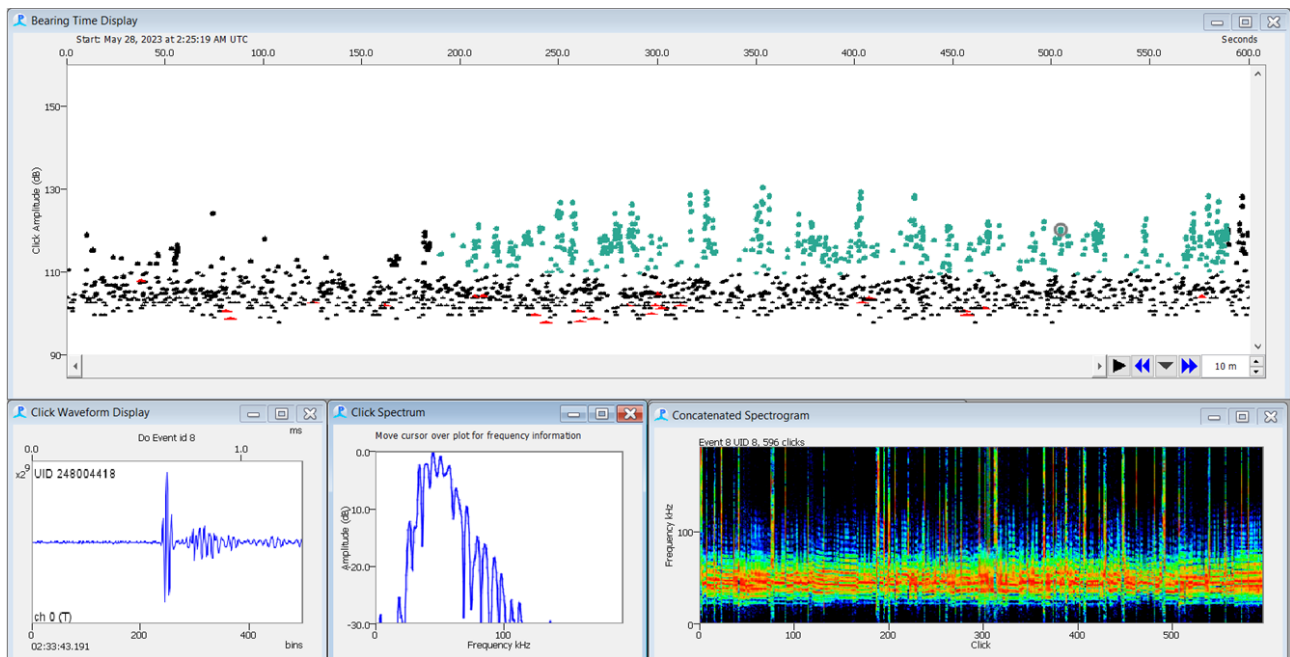 Bearing Time Display
Start: May 28, 2023 at 2:25:19 AM UTC
Seconds
0.0 50.0 100.0 150.0 200.0 250.0 300.0 350.0 400.0 450.0 500.0 550.0 600.0
150
130
110
90
Click Amplitude (dB)
10 m
Click Waveform Display
Do Event id 8
ms
0.0 1.0
x2^9
UID 248004418
ch 0 (T)
0 200 400
02:33:43.191
bins
Click Spectrum
Move cursor over plot for frequency information
0.0
-10.0
-20.0
-30.0
Amplitude (dB)
0 100
Frequency kHz
Concatenated Spectrogram
Event 8 UID 8, 596 clicks
100
0
Frequency kHz
0 100 200 300 400 500
Click